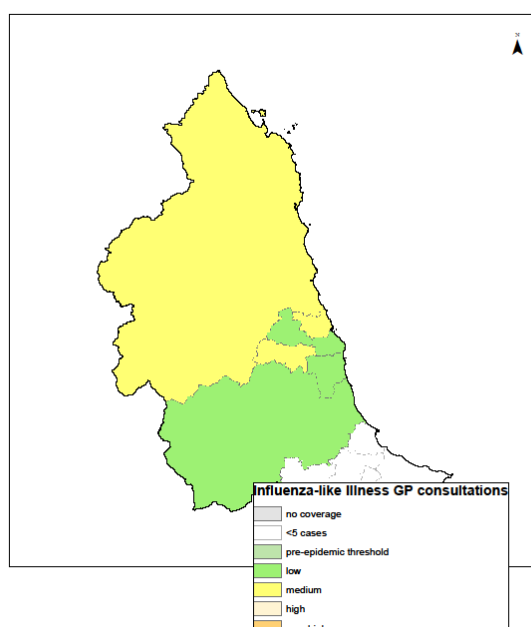 N
Influenza-like Illness GP consultations
no coverage
<5 cases
pre-epidemic threshold
low
medium
high